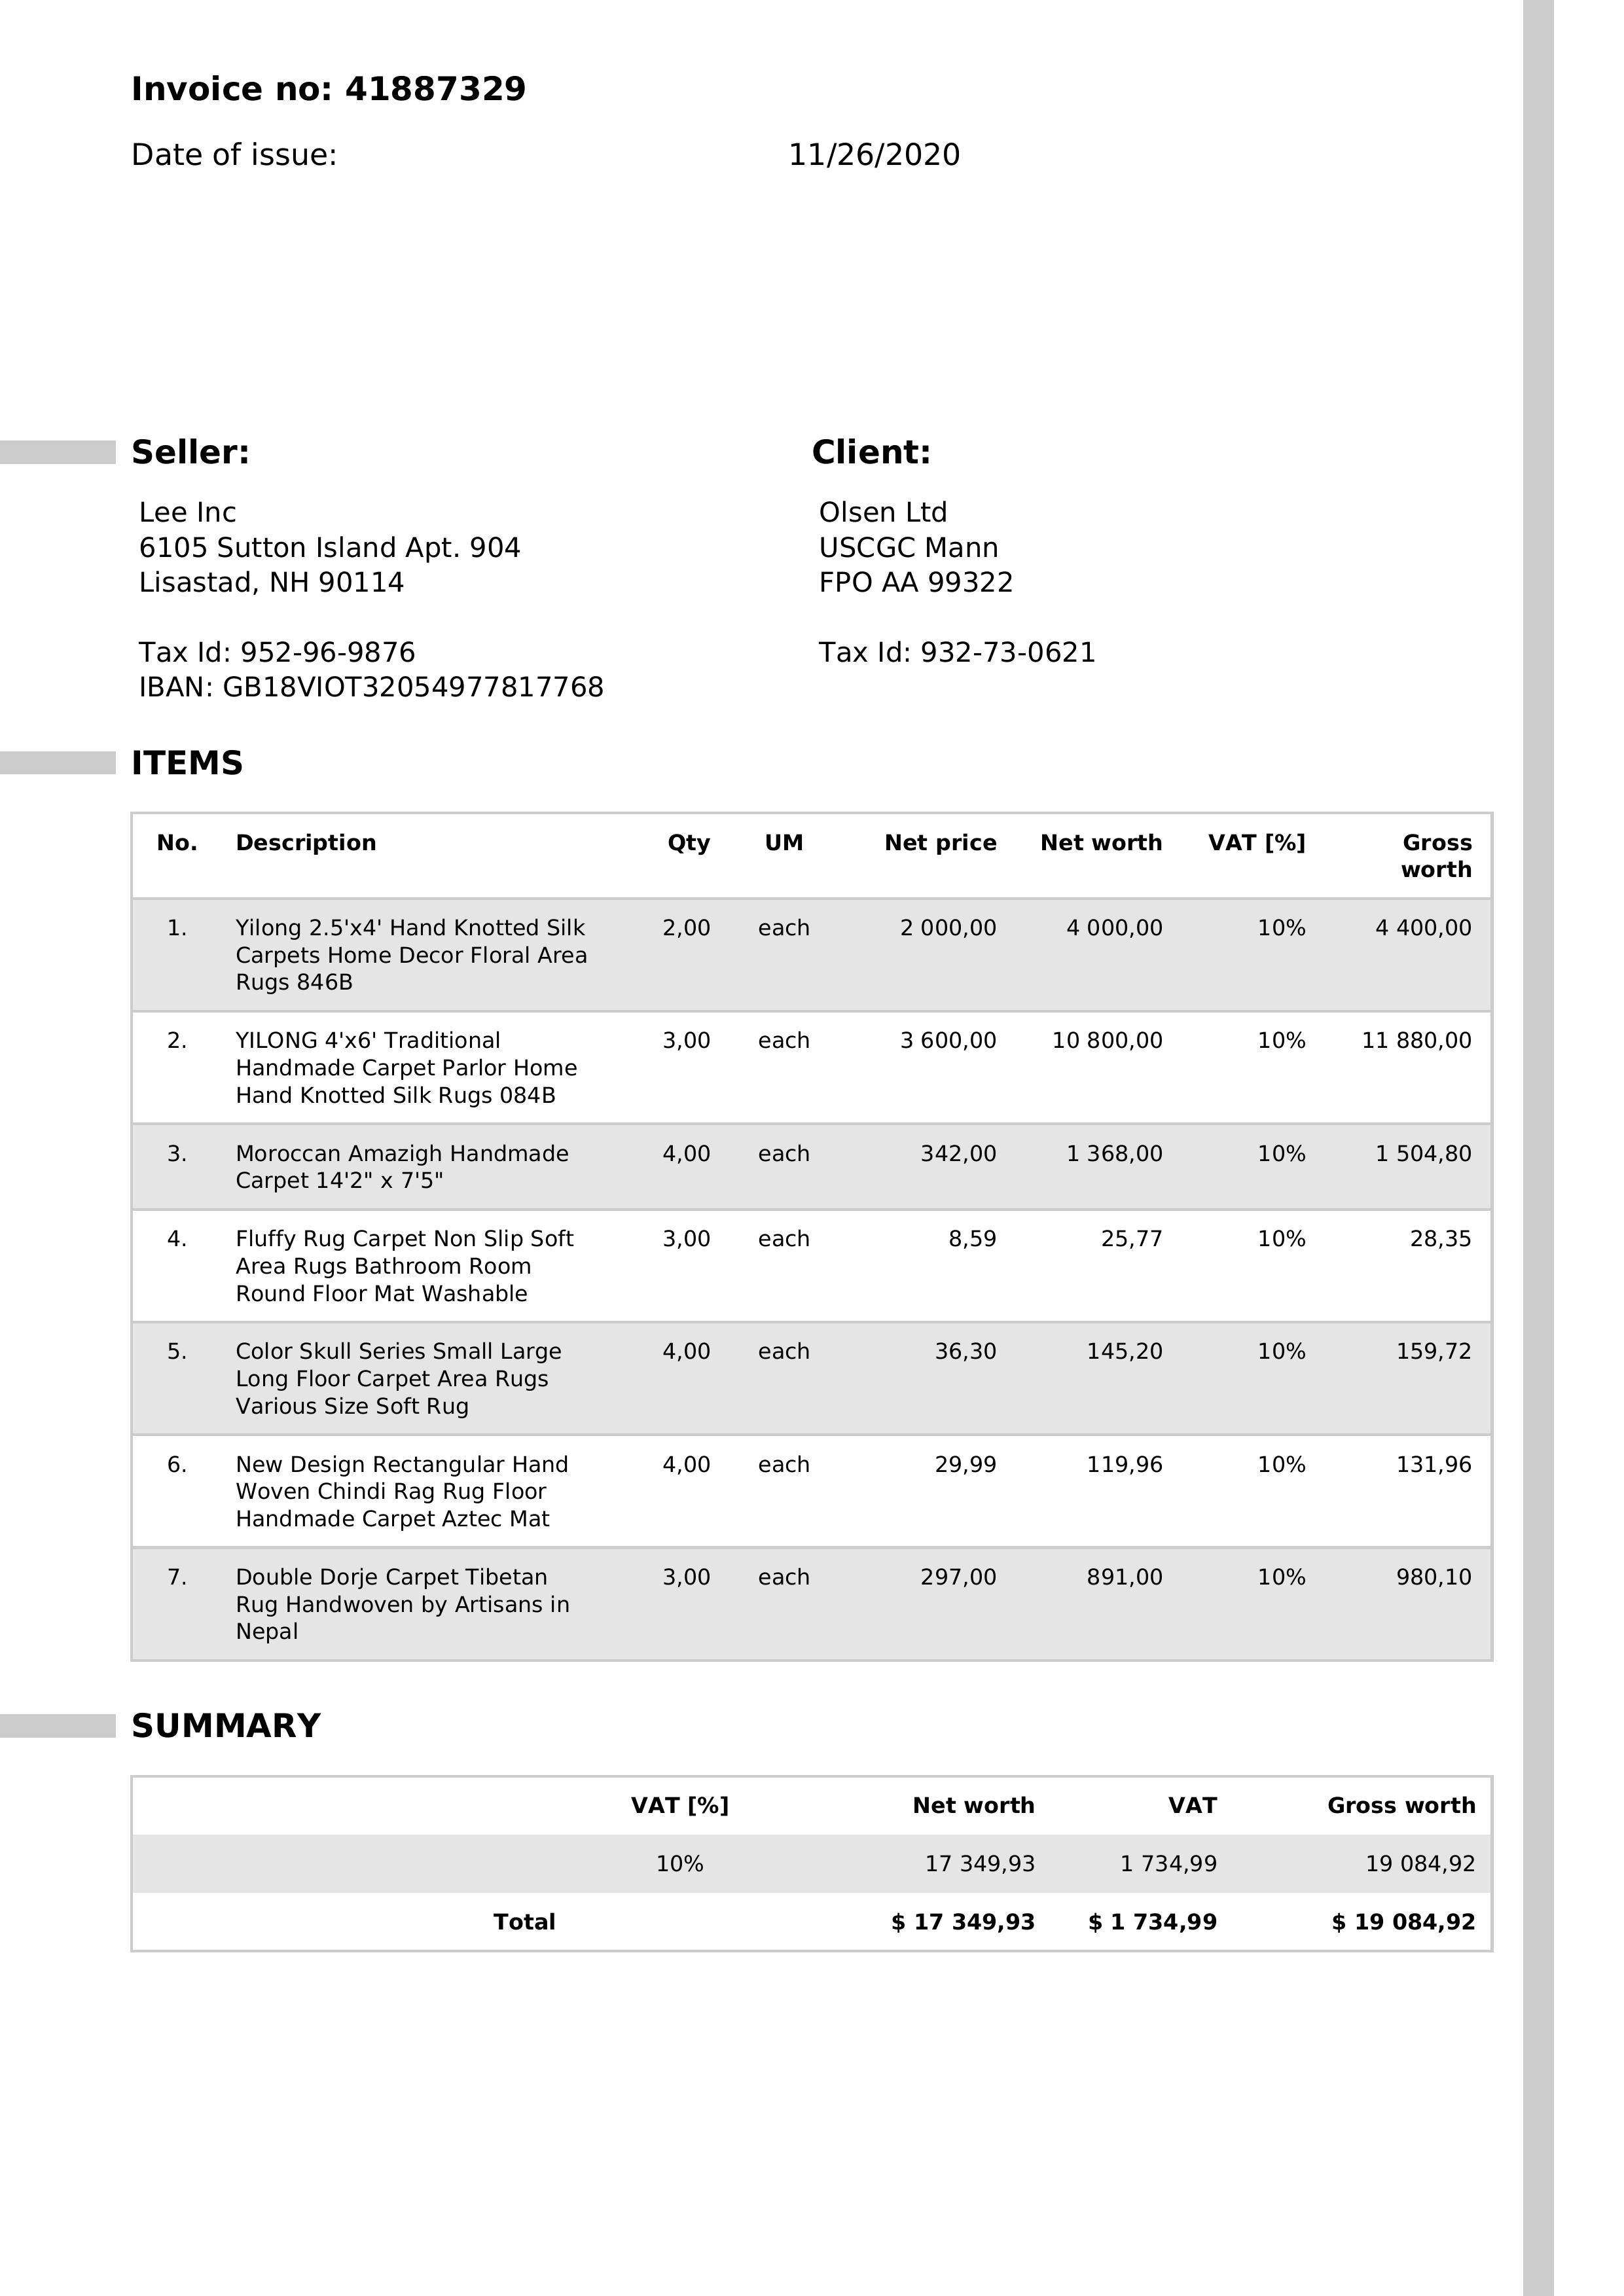 Invoice no: 41887329
Date of issue: 11/26/2020
Seller: Client:
Lee Inc Olsen Ltd
6105 Sutton Island Apt. 904 USCGC Mann
Lisastad, NH 90114 FPO AA 99322
Tax Id: 952-96-9876 Tax Id: 932-73-0621
IBAN: GB18VIOT32054977817768
ITEMS
No. Description Qty UM Net price Net worth VAT [%] Gross
worth
1. Yilong 2.5'x4' Hand Knotted Silk 2,00 each 2 000,00 4 000,00 10% 4 400,00
Carpets Home Decor Floral Area
Rugs 846B
2. YILONG 4'x6' Traditional 3,00 each 3 600,00 10 800,00 10% 11 880,00
Handmade Carpet Parlor Home
Hand Knotted Silk Rugs 084B
3. Moroccan Amazigh Handmade 4,00 each 342,00 1 368,00 10% 1 504,80
Carpet 14'2" x 7'5"
4. Fluffy Rug Carpet Non Slip Soft 3,00 each 8,59 25,77 10% 28,35
Area Rugs Bathroom Room
Round Floor Mat Washable
5. Color Skull Series Small Large 4,00 each 36,30 145,20 10% 159,72
Long Floor Carpet Area Rugs
Various Size Soft Rug
6. New Design Rectangular Hand 4,00 each 29,99 119,96 10% 131,96
Woven Chindi Rag Rug Floor
Handmade Carpet Aztec Mat
7. Double Dorje Carpet Tibetan 3,00 each 297,00 891,00 10% 980,10
Rug Handwoven by Artisans in
Nepal
SUMMARY
VAT [%] Net worth VAT Gross worth
10% 17 349,93 1 734,99 19 084,92
Total $ 17 349,93 $ 1 734,99 $ 19 084,92